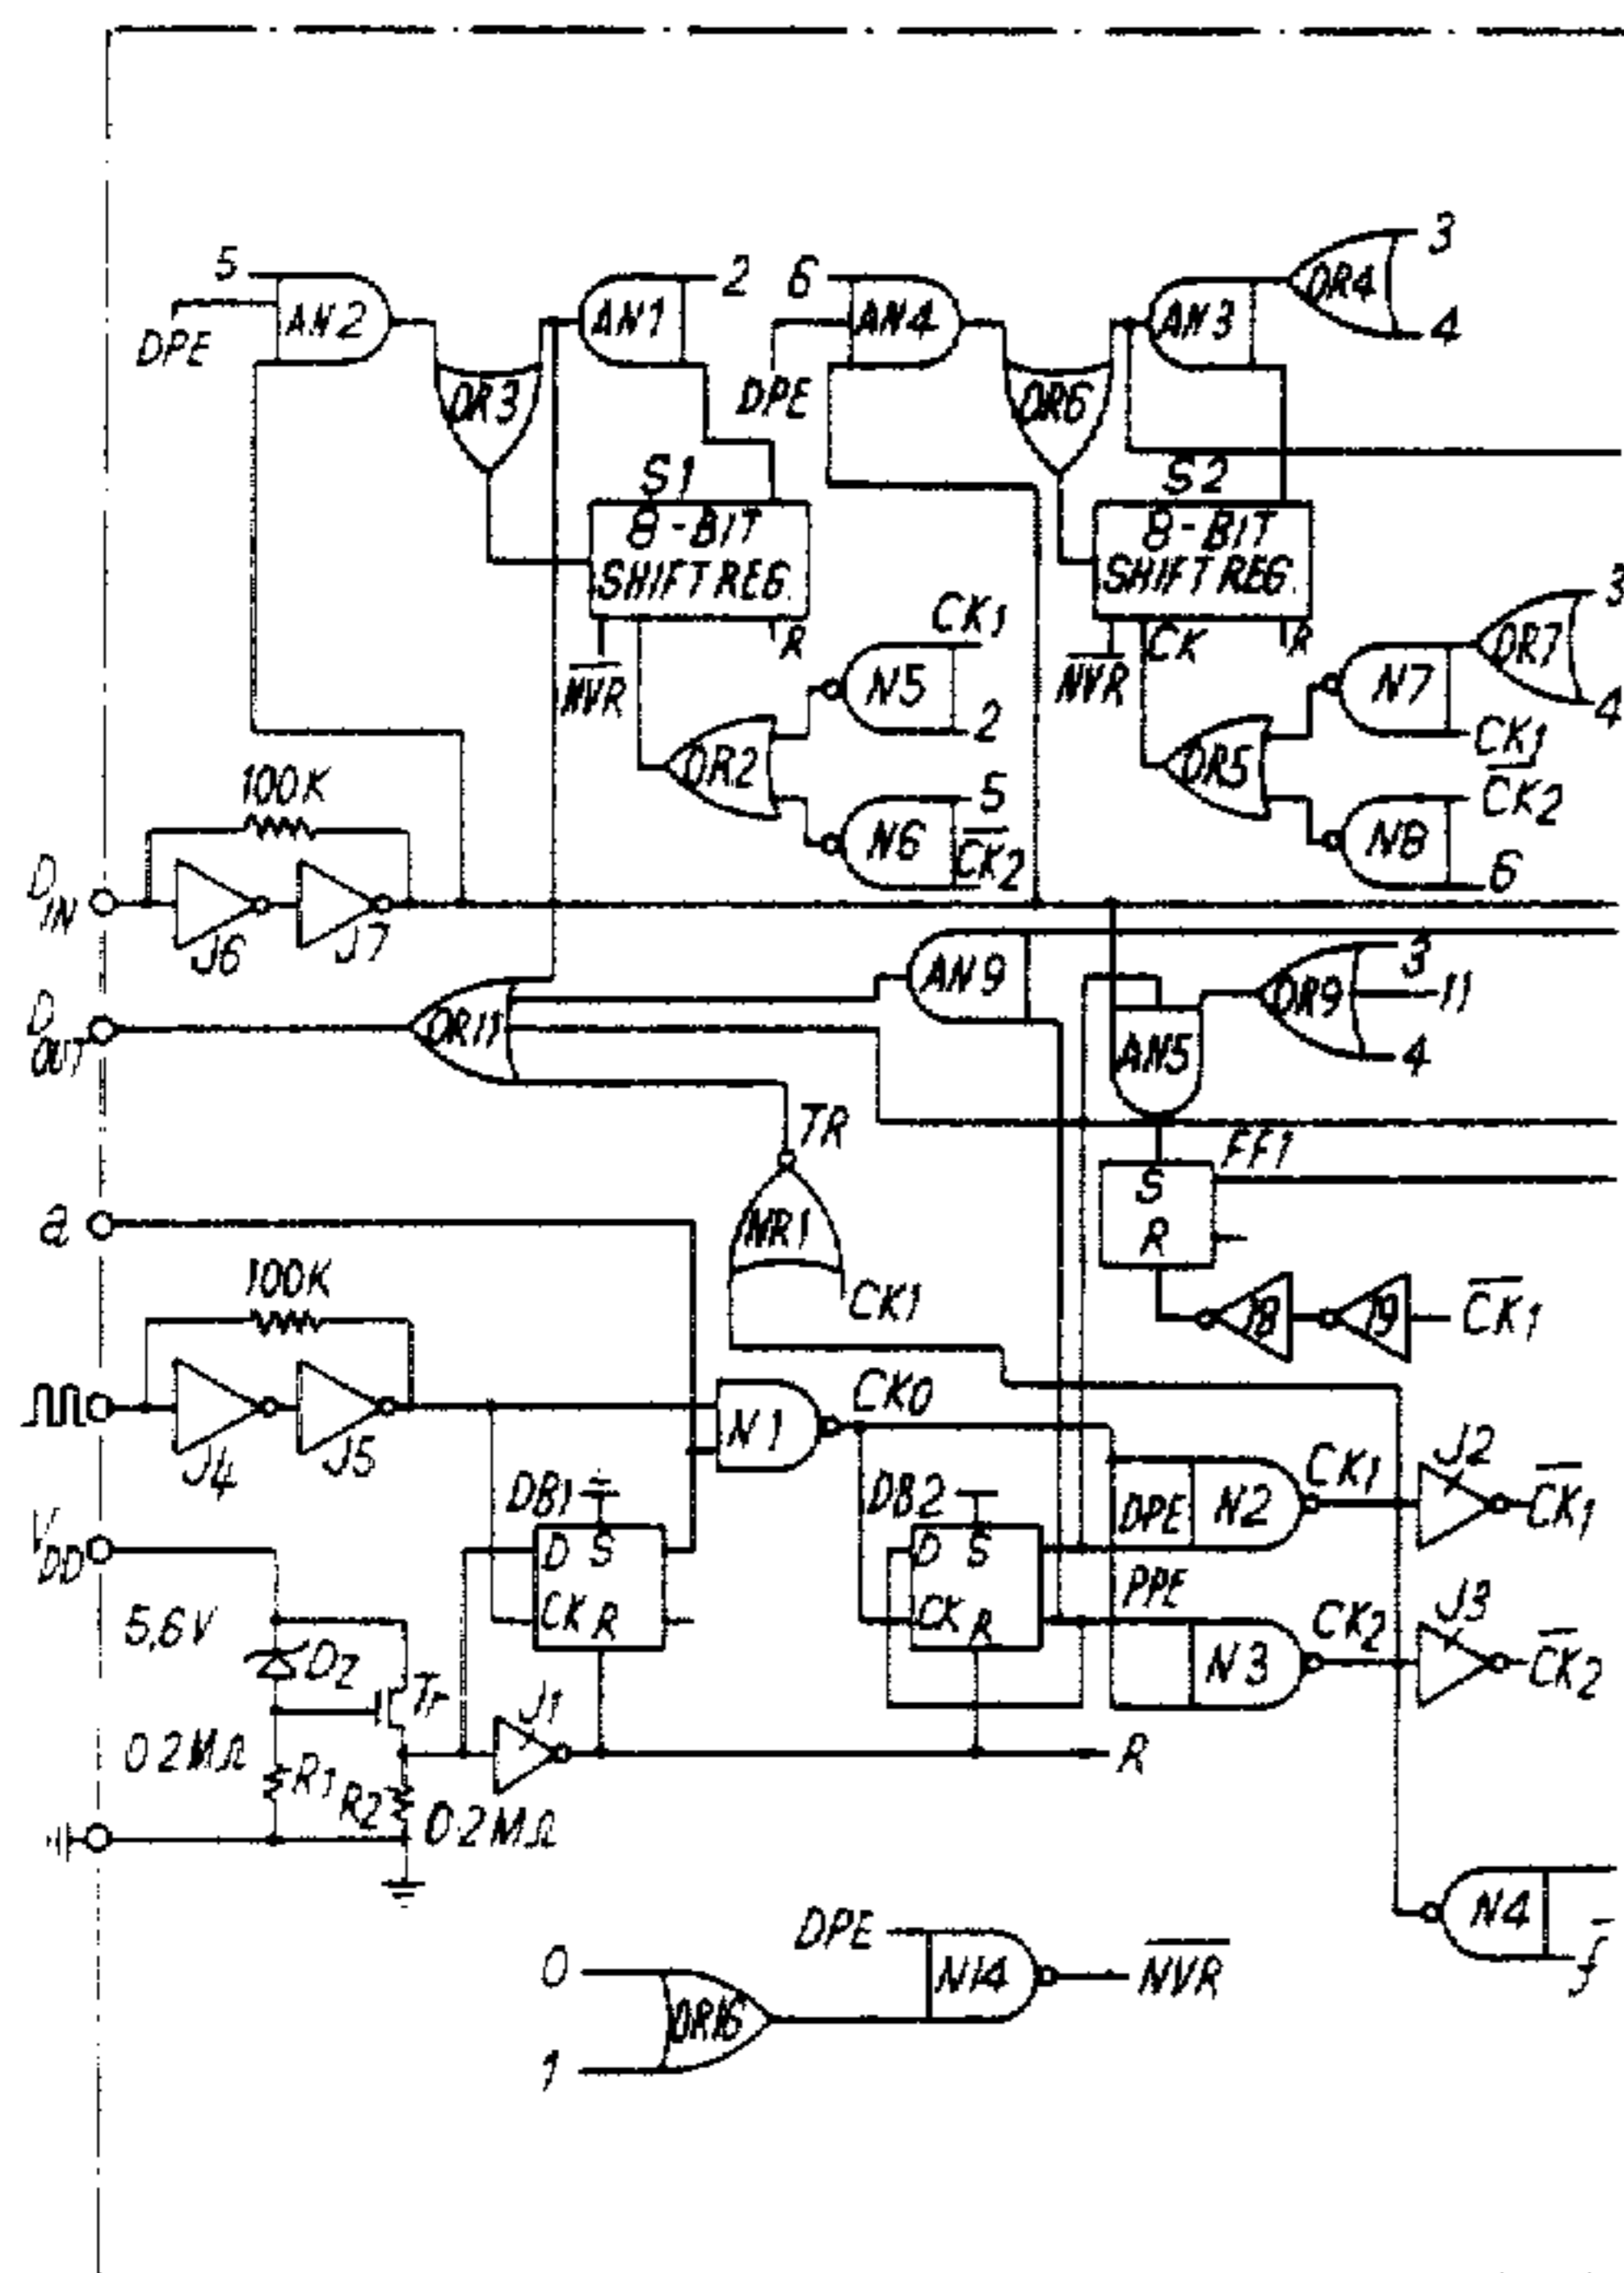 5
AN2
DPE
AN1
2
6
AN4
DPE
AN3
OR4
3
4
OR3
OR6
S1
8-BIT
SHIFT REG.
S2
8-BIT
SHIFT REG.
NVR
R
CK1
N5
2
OR2
5
N6
CK2
NVR
CK
R
OR7
3
4
N7
CK1
OR5
CK2
N8
6
100K
DIN
J6
J7
DOUT
OR11
AN9
AN5
OR9
3
11
4
TR
FF1
S
R
a
NR1
CK1
18
19
CK1
100K
J4
J5
N1
CK0
DB1
D
S
CK
R
DB2
D
S
CK
R
DPE
N2
CK1
J2
CK1
PPE
N3
CK2
J3
CK2
VDD
5,6V
DZ
Tr
J1
R
0.2MΩ
R1
R2
0.2MΩ
N4
f
DPE
N14
NVR
0
OR16
1